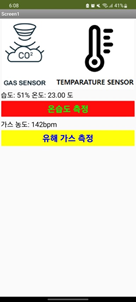 6:08
41%
Screen1
CO²
GAS SENSOR
TEMPARATURE SENSOR
습도: 51% 온도: 23.00 도
온습도 측정
가스 농도: 142bpm
유해 가스 측정